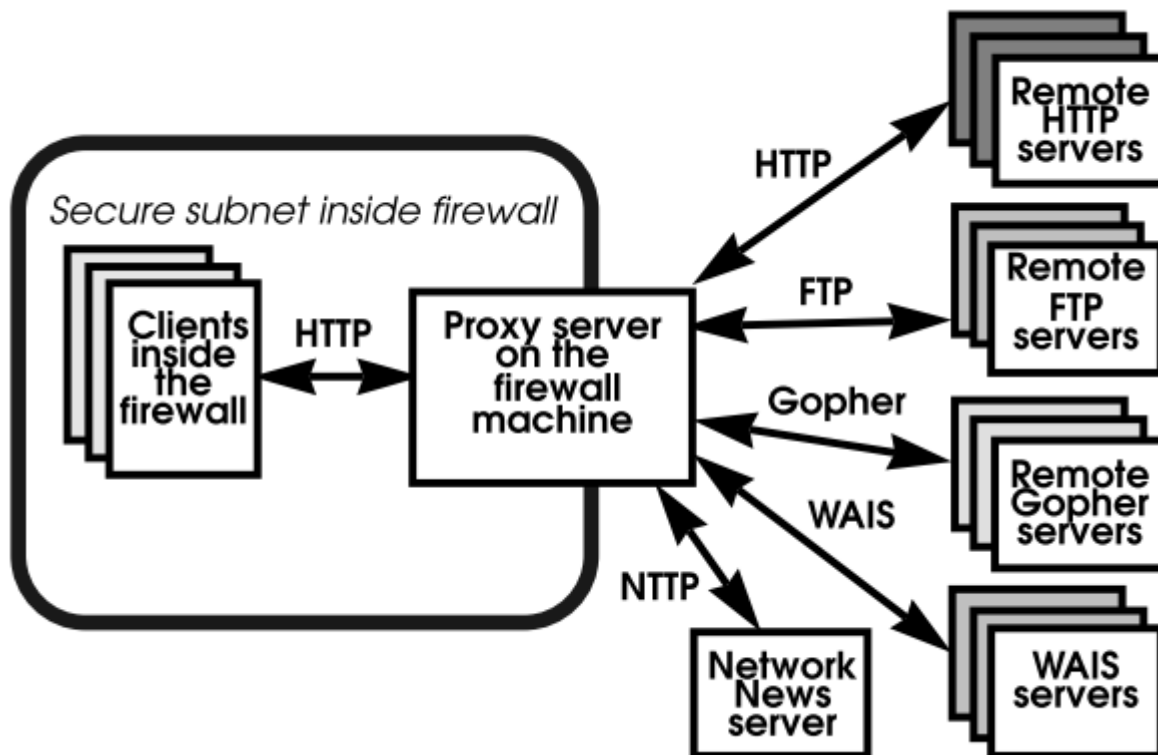 Secure subnet inside firewall
Clients
inside
the
firewall
HTTP
Proxy server
on the
firewall
machine
HTTP
FTP
Gopher
WAIS
NTTP
Remote
HTTP
servers
Remote
FTP
servers
Remote
Gopher
servers
WAIS
servers
Network
News
server